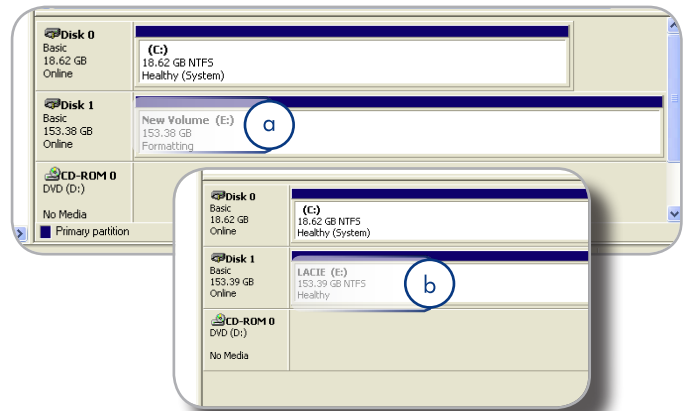 Disk 0
Basic
18.62 GB
Online
(C:)
18.62 GB NTFS
Healthy (System)
Disk 1
Basic
153.38 GB
Online
New Volume (E:)
153.38 GB
Formatting
a
CD-ROM 0
DVD (D:)
No Media
Primary partition
Disk 0
Basic
18.62 GB
Online
(C:)
18.62 GB NTFS
Healthy (System)
Disk 1
Basic
153.39 GB
Online
LACIE (E:)
153.39 GB NTFS
Healthy
b
CD-ROM 0
DVD (D:)
No Media